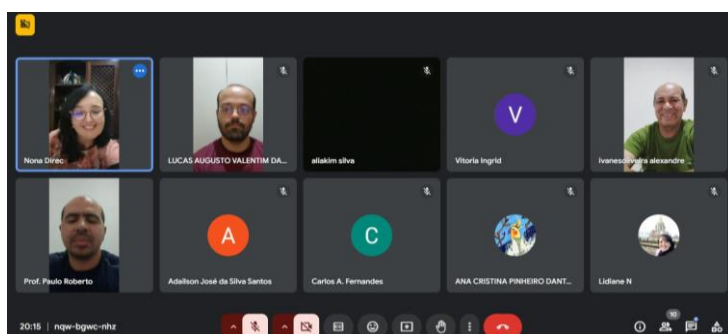 Nona Direc
LUCAS AUGUSTO VALENTIM DA...
aliakim silva
V
Vitoria Ingrid
ivanesoliveira alexandre
Prof. Paulo Roberto
A
Adailson José da Silva Santos
C
Carlos A. Fernandes
ANA CRISTINA PINHEIRO DANT...
Lidiane N
20:15 | nqw-bgwc-nhz
10